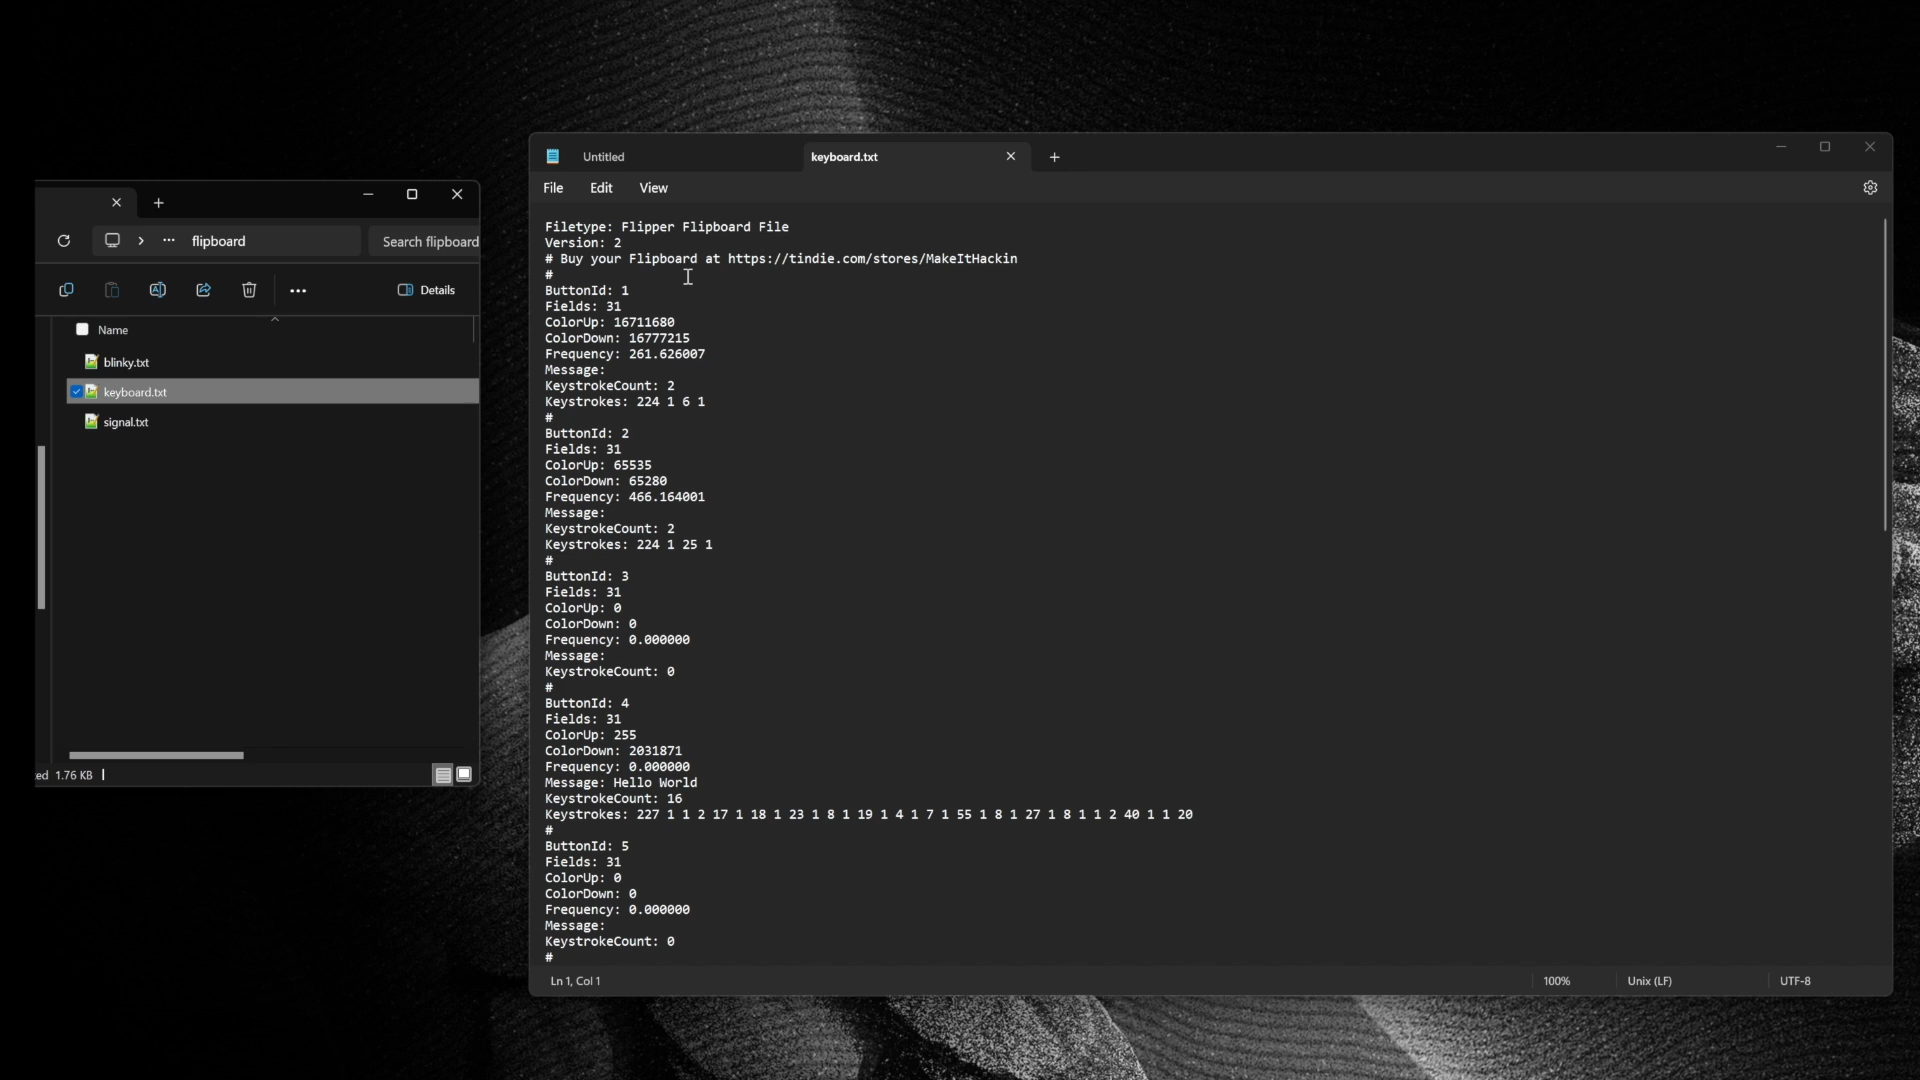 flipboard
Search flipboard
Details
Name
blinky.txt
keyboard.txt
signal.txt
ed 1.76 KB
Untitled
keyboard.txt
File Edit View
Filetype: Flipper Flipboard File
Version: 2
# Buy your Flipboard at https://tindie.com/stores/MakeItHackin
#
ButtonId: 1
Fields: 31
ColorUp: 16711680
ColorDown: 16777215
Frequency: 261.626007
Message:
KeystrokeCount: 2
Keystrokes: 224 1 6 1
#
ButtonId: 2
Fields: 31
ColorUp: 65535
ColorDown: 65280
Frequency: 466.164001
Message:
KeystrokeCount: 2
Keystrokes: 224 1 25 1
#
ButtonId: 3
Fields: 31
ColorUp: 0
ColorDown: 0
Frequency: 0.000000
Message:
KeystrokeCount: 0
#
ButtonId: 4
Fields: 31
ColorUp: 255
ColorDown: 2031871
Frequency: 0.000000
Message: Hello World
KeystrokeCount: 16
Keystrokes: 227 1 1 2 17 1 18 1 23 1 8 1 19 1 4 1 7 1 55 1 8 1 27 1 8 1 1 2 40 1 1 20
#
ButtonId: 5
Fields: 31
ColorUp: 0
ColorDown: 0
Frequency: 0.000000
Message:
KeystrokeCount: 0
#
Ln 1, Col 1
100%
Unix (LF)
UTF-8